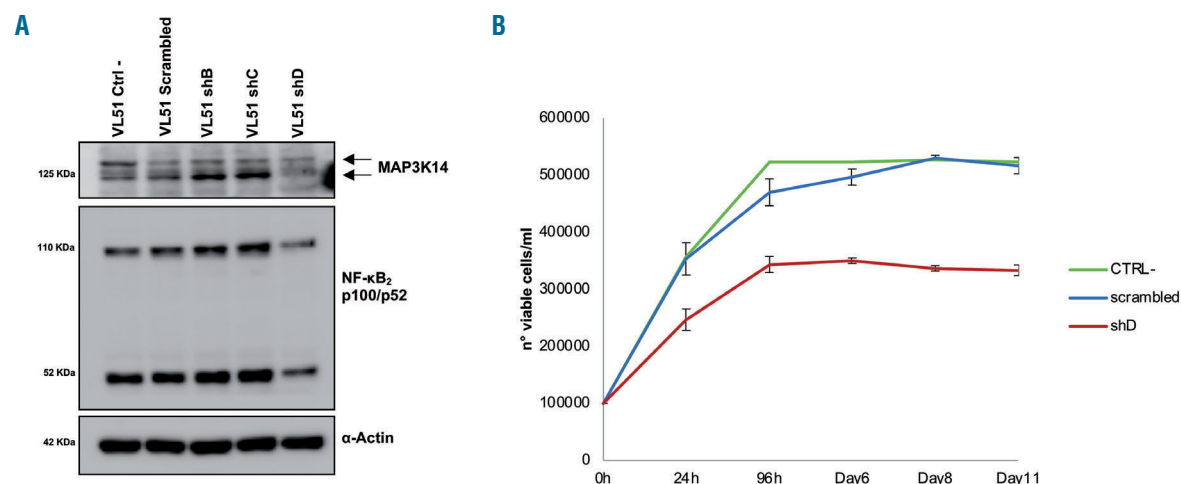 A
VL51 Ctrl -
VL51 Scrambled
VL51 shB
VL51 shC
VL51 shD
125 KDa
MAP3K14
110 KDa
NF-κB₂
p100/p52
52 KDa
42 KDa
α-Actin
B
n° viable cells/ml
600000
500000
400000
300000
200000
100000
0
0h
24h
96h
Day6
Day8
Day11
CTRL-
scrambled
shD